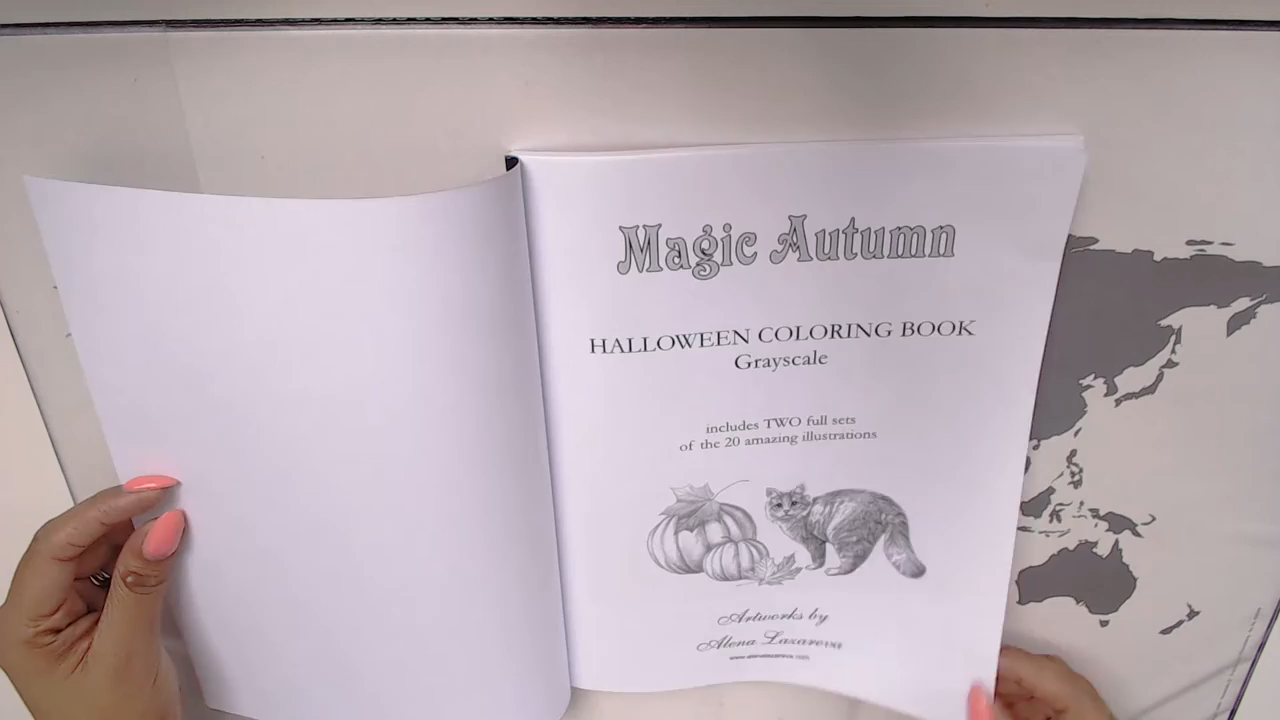 Magic Autumn
HALLOWEEN COLORING BOOK
Grayscale
includes TWO full sets
of the 20 amazing illustrations
Artworks by
Alena Lazareva